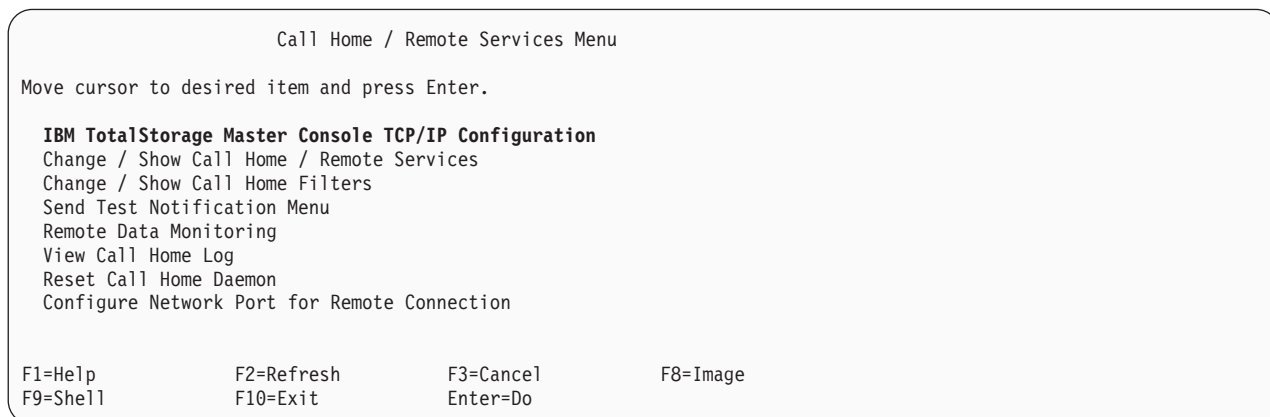 Call Home / Remote Services Menu
Move cursor to desired item and press Enter.
IBM TotalStorage Master Console TCP/IP Configuration
Change / Show Call Home / Remote Services
Change / Show Call Home Filters
Send Test Notification Menu
Remote Data Monitoring
View Call Home Log
Reset Call Home Daemon
Configure Network Port for Remote Connection
F1=Help F2=Refresh F3=Cancel F8=Image
F9=Shell F10=Exit Enter=Do